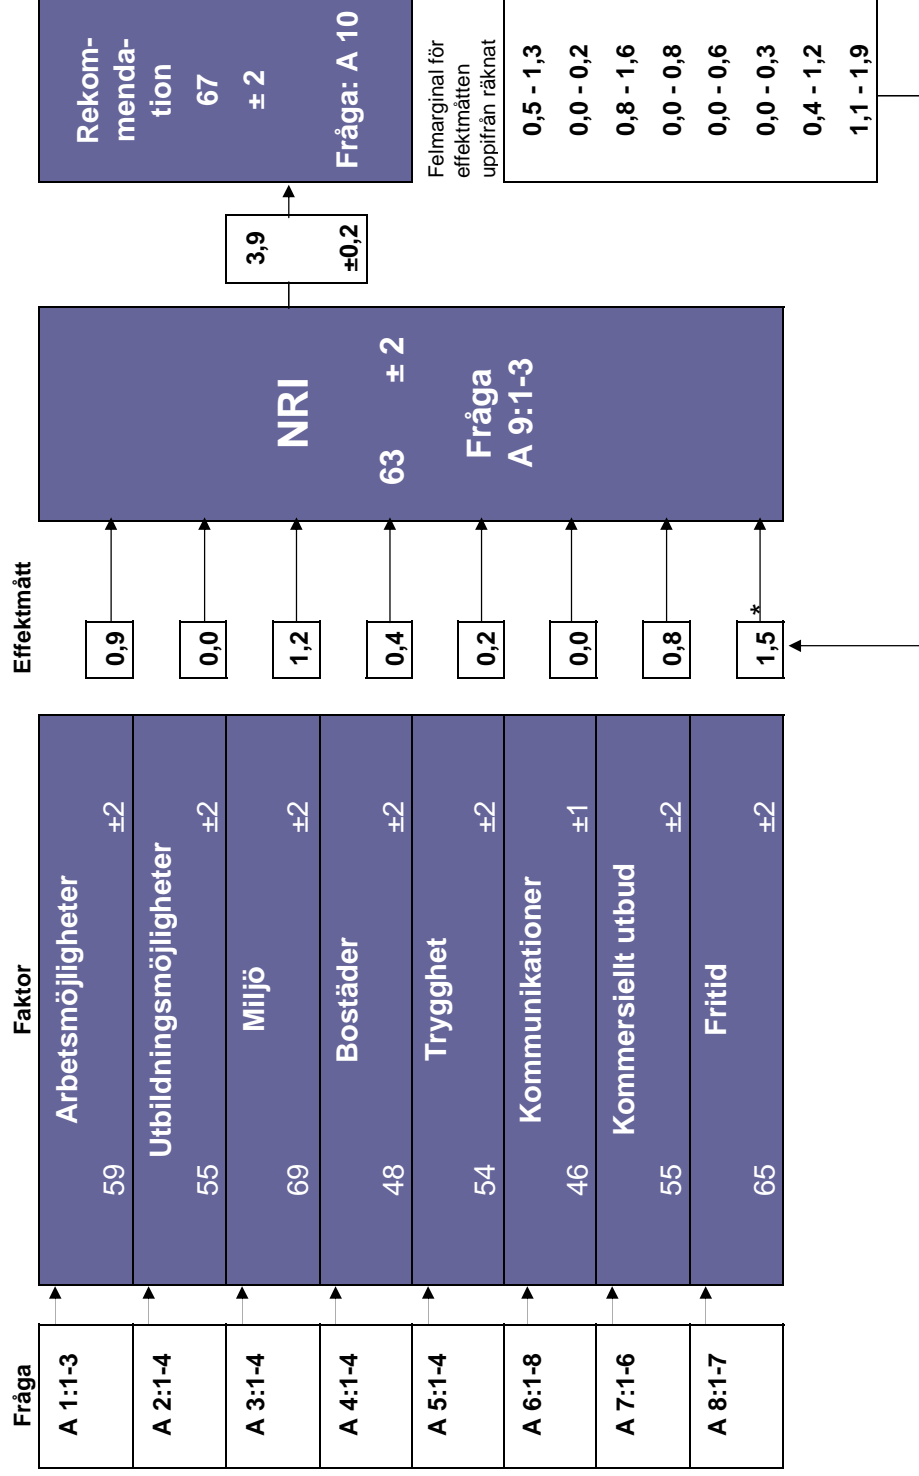 Fråga
Faktor
Effektmått
A 1:1-3
Arbetsmöjligheter
59 ±2
0,9
A 2:1-4
Utbildningsmöjligheter
55 ±2
0,0
A 3:1-4
Miljö
69 ±2
1,2
A 4:1-4
Bostäder
48 ±2
0,4
A 5:1-4
Trygghet
54 ±2
0,2
A 6:1-8
Kommunikationer
46 ±1
0,0
A 7:1-6
Kommersiellt utbud
55 ±2
0,8
A 8:1-7
Fritid
65 ±2
1,5 *
NRI
63 ± 2
Fråga
A 9:1-3
3,9
±0,2
Rekom-
menda-
tion
67
± 2
Fråga: A 10
Felmarginal för
effektmåtten
uppifrån räknat
0,5 - 1,3
0,0 - 0,2
0,8 - 1,6
0,0 - 0,8
0,0 - 0,6
0,0 - 0,3
0,4 - 1,2
1,1 - 1,9